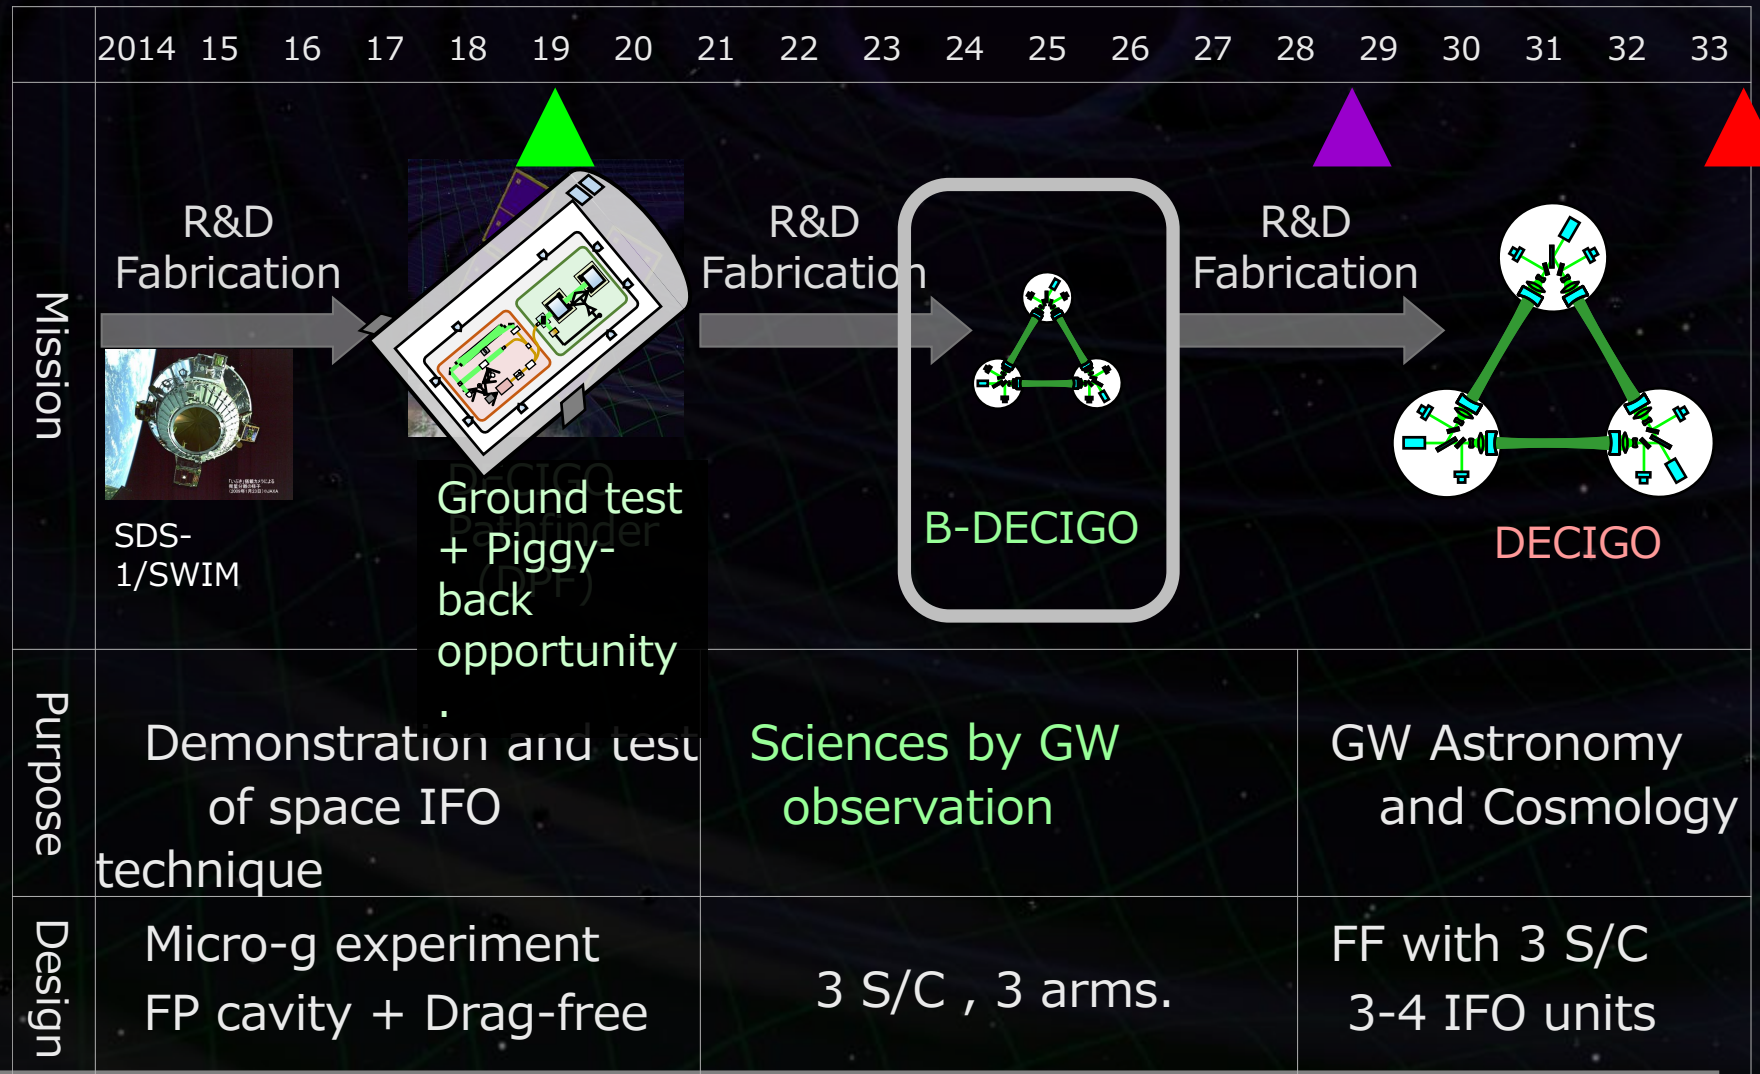 2014 15 16 17 18 19 20 21 22 23 24 25 26 27 28 29 30 31 32 33
Mission
R&D
Fabrication
R&D
Fabrication
R&D
Fabrication
SDS-
1/SWIM
DECIGO
Pathfinder
(DPF)
Ground test
+ Piggy-
back
opportunity
.
B-DECIGO
DECIGO
Purpose
Demonstration and test
of space IFO
technique
Sciences by GW
observation
GW Astronomy
and Cosmology
Design
Micro-g experiment
FP cavity + Drag-free
3 S/C , 3 arms.
FF with 3 S/C
3-4 IFO units